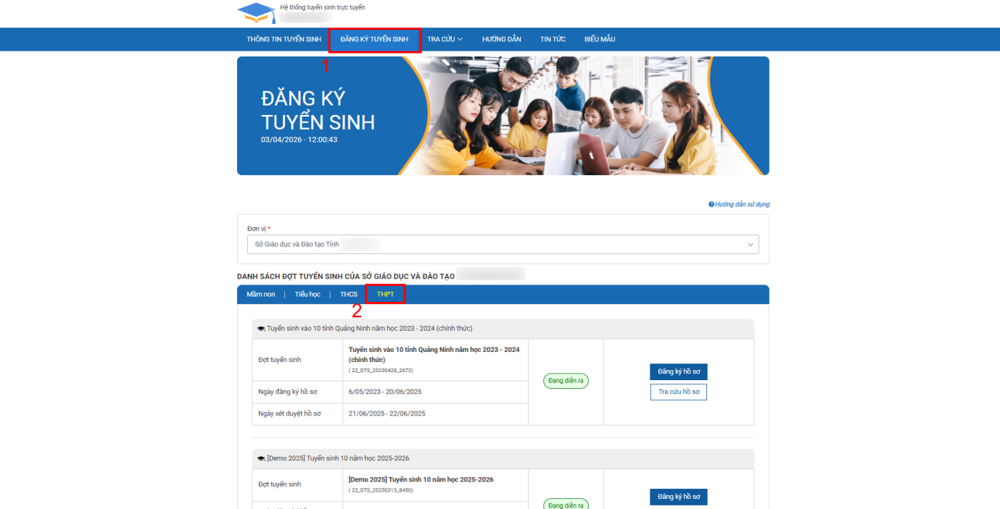 Hệ thống tuyển sinh trực tuyến
THÔNG TIN TUYỂN SINH ĐĂNG KÝ TUYỂN SINH TRA CỨU HƯỚNG DẪN TIN TỨC BIỂU MẪU
1
ĐĂNG KÝ
TUYỂN SINH
03/04/2026 - 12:00:43
Hướng dẫn sử dụng
Đơn vị *
Sở Giáo dục và Đào tạo Tỉnh
DANH SÁCH ĐỢT TUYỂN SINH CỦA SỞ GIÁO DỤC VÀ ĐÀO TẠO
Mầm non | Tiểu học | THCS THPT
2
Tuyển sinh vào 10 tỉnh Quảng Ninh năm học 2023 - 2024 (chính thức)
Đợt tuyển sinh
Tuyển sinh vào 10 tỉnh Quảng Ninh năm học 2023 - 2024
(chính thức)
( 22_DTS_20230428_2673)
Ngày đăng ký hồ sơ 6/05/2023 - 20/06/2025
Ngày xét duyệt hồ sơ 21/06/2025 - 22/06/2025
Đang diễn ra
Đăng ký hồ sơ
Tra cứu hồ sơ
[Demo 2025] Tuyển sinh 10 năm học 2025-2026
Đợt tuyển sinh
[Demo 2025] Tuyển sinh 10 năm học 2025-2026
( 22_DTS_20250313_8450)
Đang diễn ra
Đăng ký hồ sơ